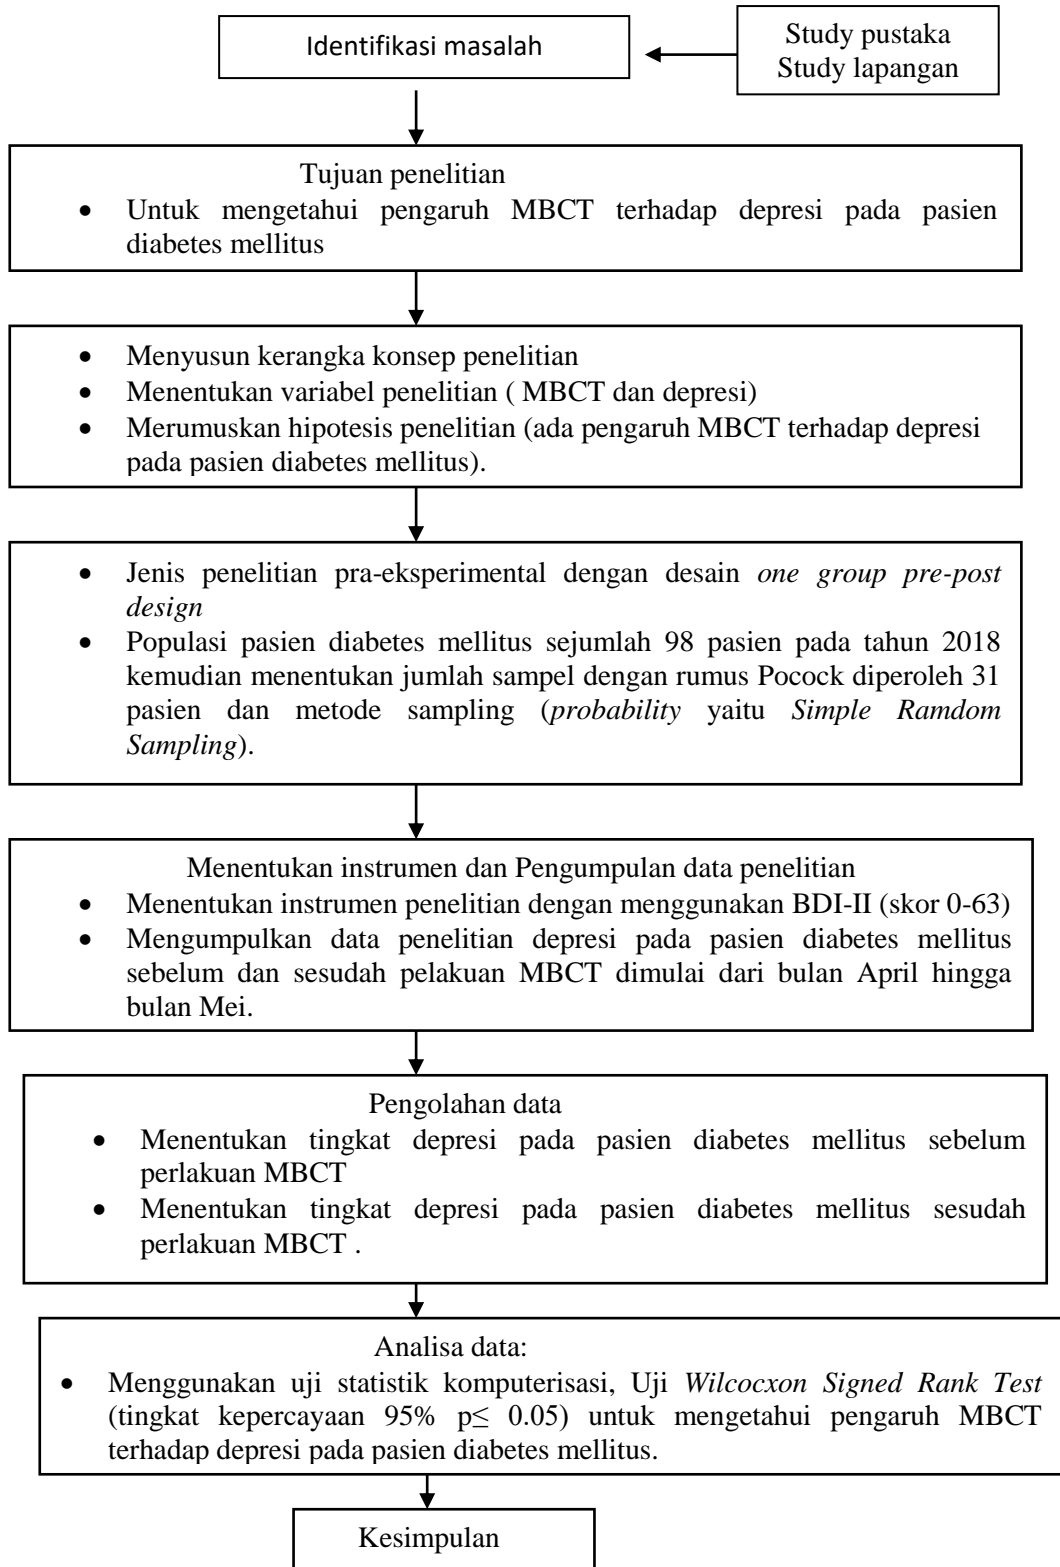 Identifikasi masalah
Study pustaka
Study lapangan
Tujuan penelitian
• Untuk mengetahui pengaruh MBCT terhadap depresi pada pasien
diabetes mellitus
• Menyusun kerangka konsep penelitian
• Menentukan variabel penelitian ( MBCT dan depresi)
• Merumuskan hipotesis penelitian (ada pengaruh MBCT terhadap depresi
pada pasien diabetes mellitus).
• Jenis penelitian pra-eksperimental dengan desain one group pre-post
design
• Populasi pasien diabetes mellitus sejumlah 98 pasien pada tahun 2018
kemudian menentukan jumlah sampel dengan rumus Pocock diperoleh 31
pasien dan metode sampling (probability yaitu Simple Ramdom
Sampling).
Menentukan instrumen dan Pengumpulan data penelitian
• Menentukan instrumen penelitian dengan menggunakan BDI-II (skor 0-63)
• Mengumpulkan data penelitian depresi pada pasien diabetes mellitus
sebelum dan sesudah pelakuan MBCT dimulai dari bulan April hingga
bulan Mei.
Pengolahan data
• Menentukan tingkat depresi pada pasien diabetes mellitus sebelum
perlakuan MBCT
• Menentukan tingkat depresi pada pasien diabetes mellitus sesudah
perlakuan MBCT .
Analisa data:
• Menggunakan uji statistik komputerisasi, Uji Wilcocxon Signed Rank Test
(tingkat kepercayaan 95% p≤ 0.05) untuk mengetahui pengaruh MBCT
terhadap depresi pada pasien diabetes mellitus.
Kesimpulan